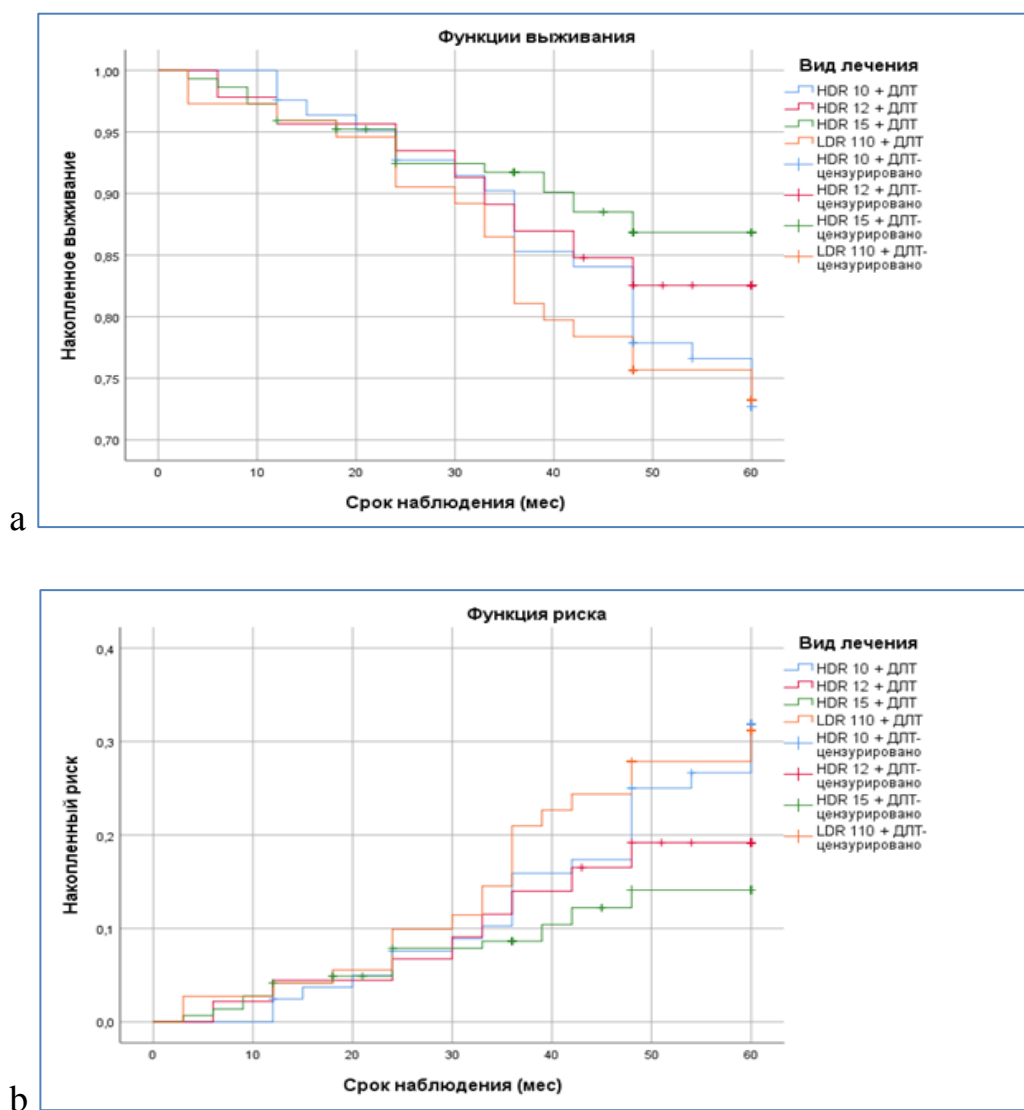 Функции выживания
Накопленное выживание
1,00
0,95
0,90
0,85
0,80
0,75
0,70
0
10
20
30
40
50
60
Срок наблюдения (мес)
Вид лечения
HDR 10 + ДЛТ
HDR 12 + ДЛТ
HDR 15 + ДЛТ
LDR 110 + ДЛТ
HDR 10 + ДЛТ-
цензурировано
HDR 12 + ДЛТ-
цензурировано
HDR 15 + ДЛТ-
цензурировано
LDR 110 + ДЛТ-
цензурировано
a
Функция риска
Накопленный риск
0,4
0,3
0,2
0,1
0,0
0
10
20
30
40
50
60
Срок наблюдения (мес)
Вид лечения
HDR 10 + ДЛТ
HDR 12 + ДЛТ
HDR 15 + ДЛТ
LDR 110 + ДЛТ
HDR 10 + ДЛТ-
цензурировано
HDR 12 + ДЛТ-
цензурировано
HDR 15 + ДЛТ-
цензурировано
LDR 110 + ДЛТ-
цензурировано
b